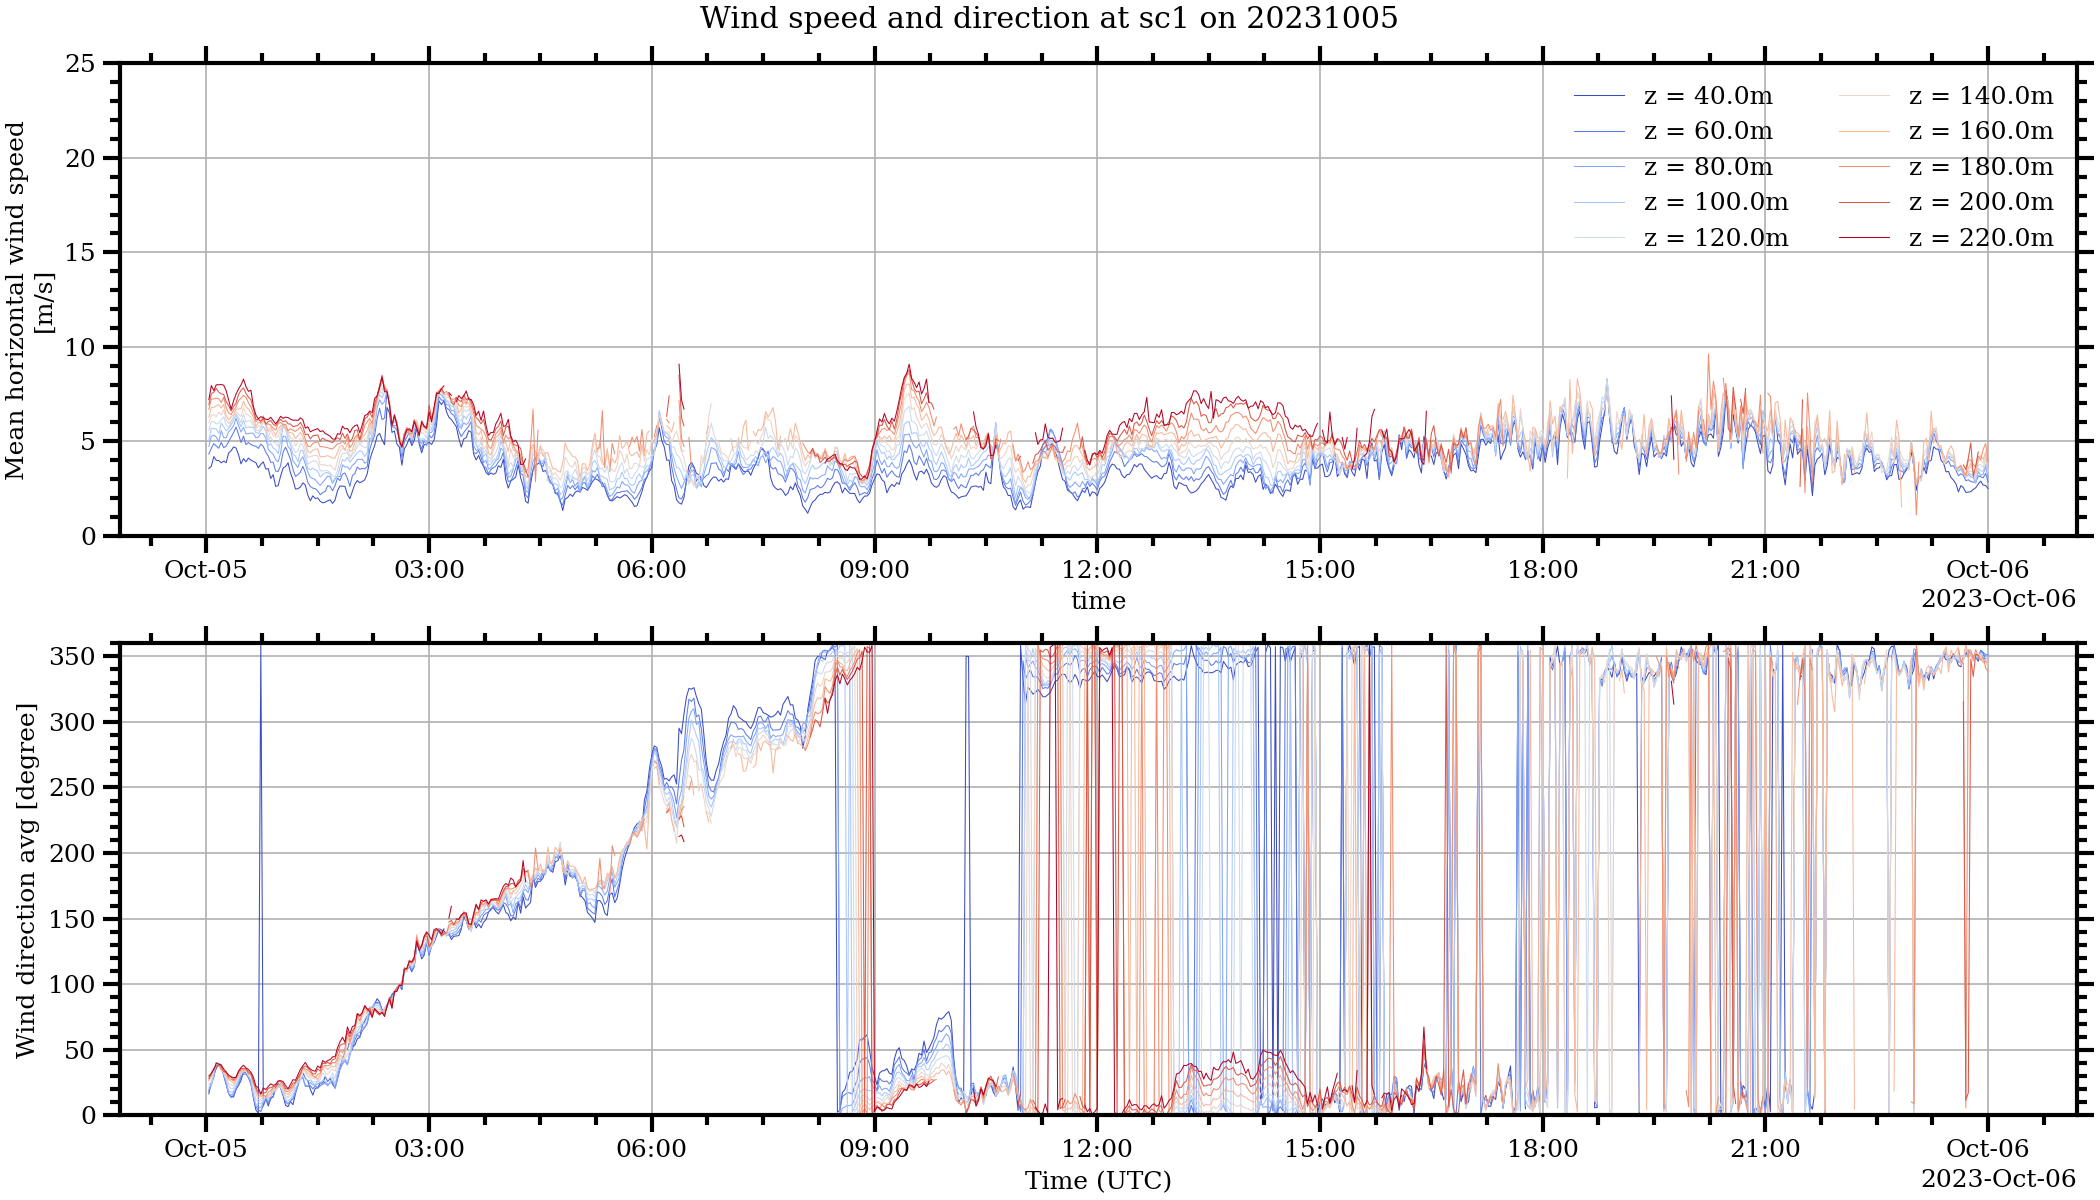 Wind speed and direction at sc1 on 20231005
Mean horizontal wind speed
[m/s]
25
20
15
10
5
0
z = 40.0m
z = 60.0m
z = 80.0m
z = 100.0m
z = 120.0m
z = 140.0m
z = 160.0m
z = 180.0m
z = 200.0m
z = 220.0m
Oct-05 03:00 06:00 09:00 12:00 15:00 18:00 21:00 Oct-06
time
2023-Oct-06
Wind direction avg [degree]
350
300
250
200
150
100
50
0
Oct-05 03:00 06:00 09:00 12:00 15:00 18:00 21:00 Oct-06
Time (UTC)
2023-Oct-06